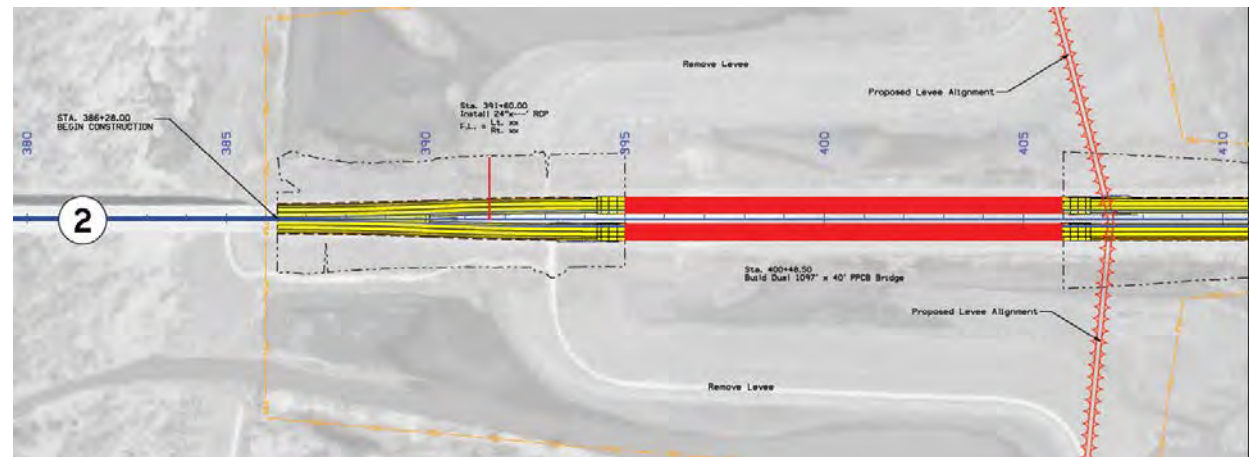 Remove Levee
Proposed Levee Alignment
Sta. 391+60.00
Install 24"x---' RCP
F.L. = Lt. xx
Rt. xx
STA. 386+28.00
BEGIN CONSTRUCTION
380
385
390
395
400
405
410
2
Sta. 400+48.50
Build Dual 1097' x 40' PPCB Bridge
Proposed Levee Alignment
Remove Levee